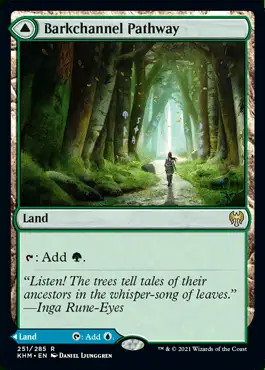 Barkchannel Pathway
Land
: Add .
“Listen! The trees tell tales of their
ancestors in the whisper-song of leaves.”
—Inga Rune-Eyes
Land : Add
251/285 R
KHM • EN Daniel Ljunggren
™ & © 2021 Wizards of the Coast